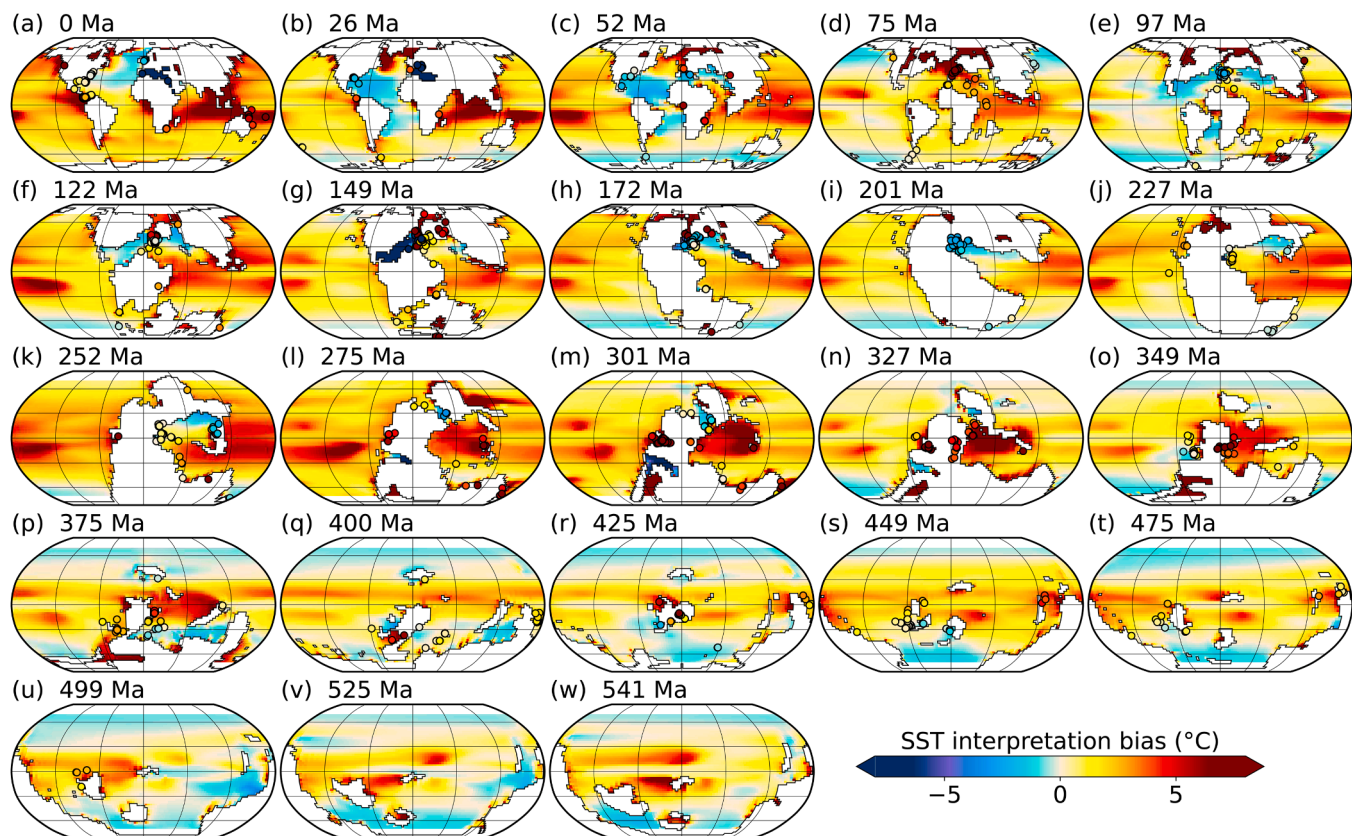 (a) 0 Ma (b) 26 Ma (c) 52 Ma (d) 75 Ma (e) 97 Ma
(f) 122 Ma (g) 149 Ma (h) 172 Ma (i) 201 Ma (j) 227 Ma
(k) 252 Ma (l) 275 Ma (m) 301 Ma (n) 327 Ma (o) 349 Ma
(p) 375 Ma (q) 400 Ma (r) 425 Ma (s) 449 Ma (t) 475 Ma
(u) 499 Ma (v) 525 Ma (w) 541 Ma
SST interpretation bias (°C)
−5 0 5